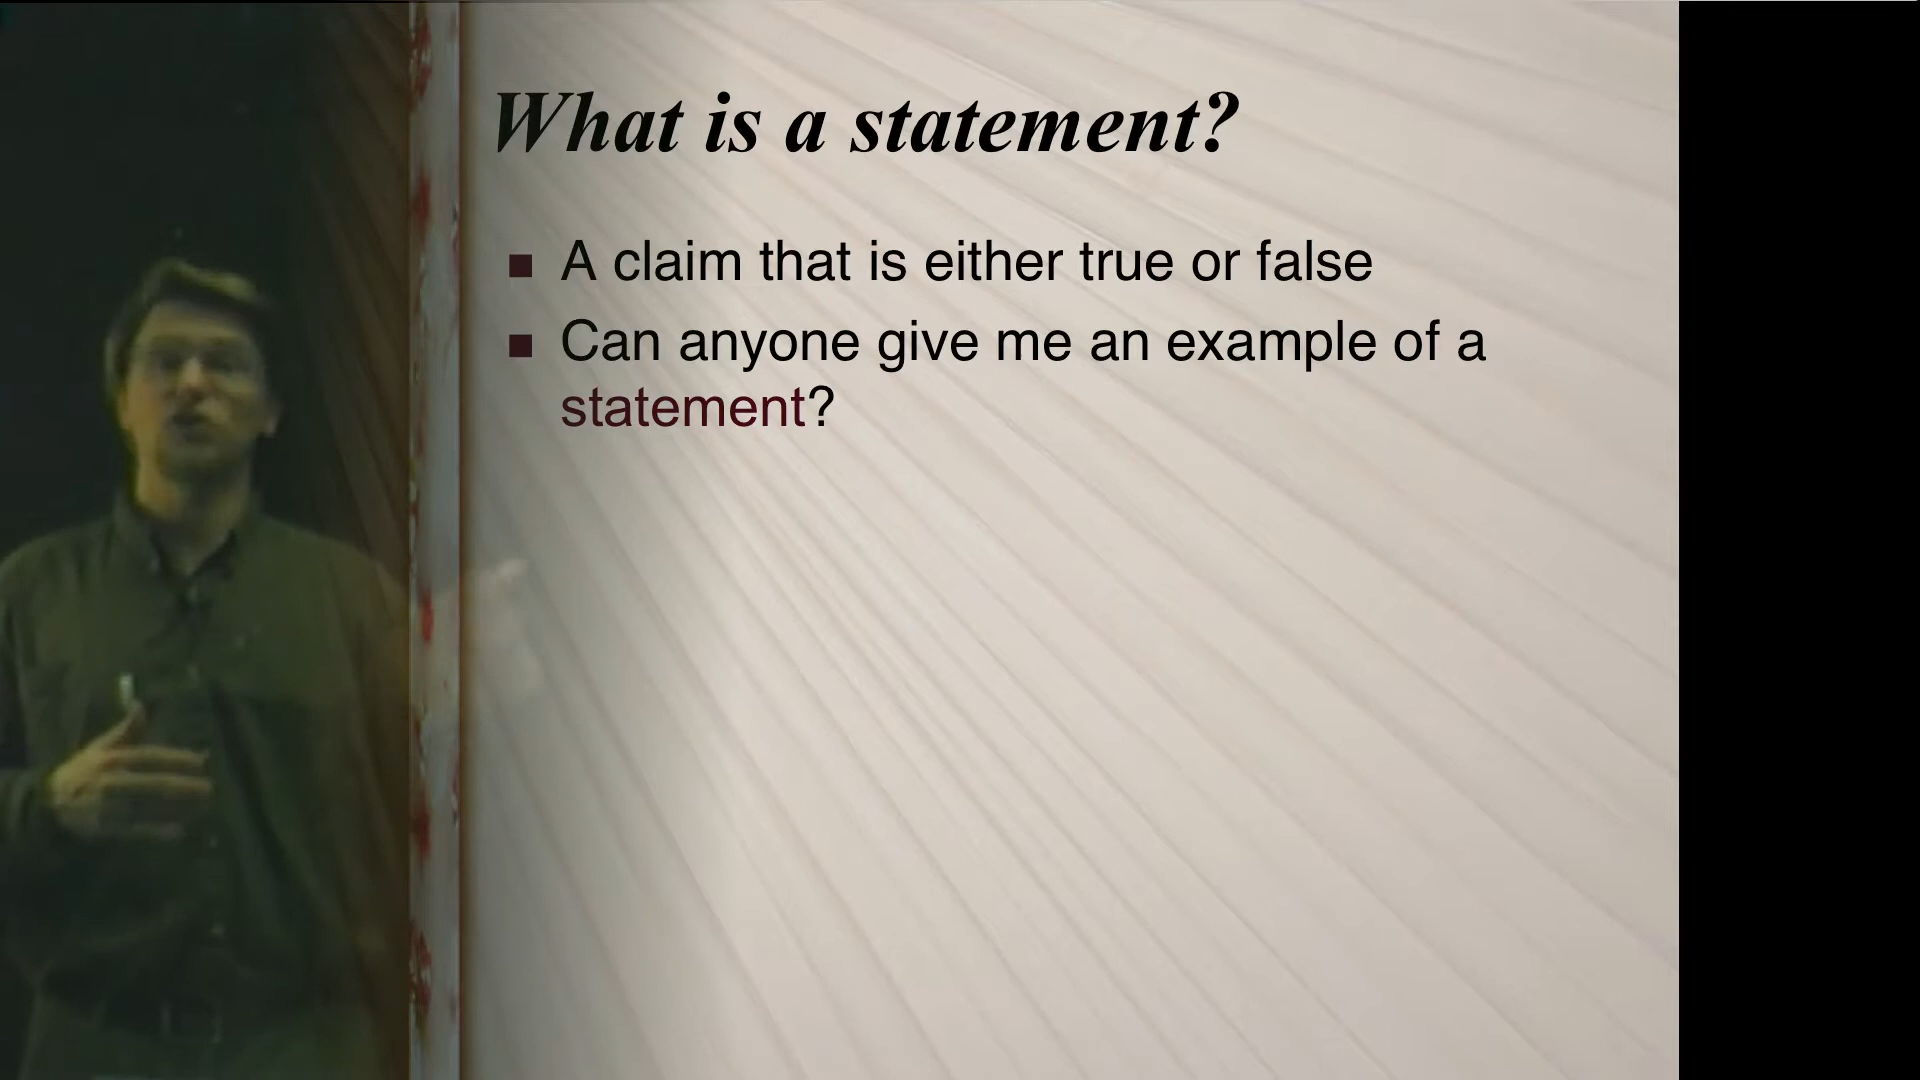 What is a statement?
A claim that is either true or false
Can anyone give me an example of a
statement?